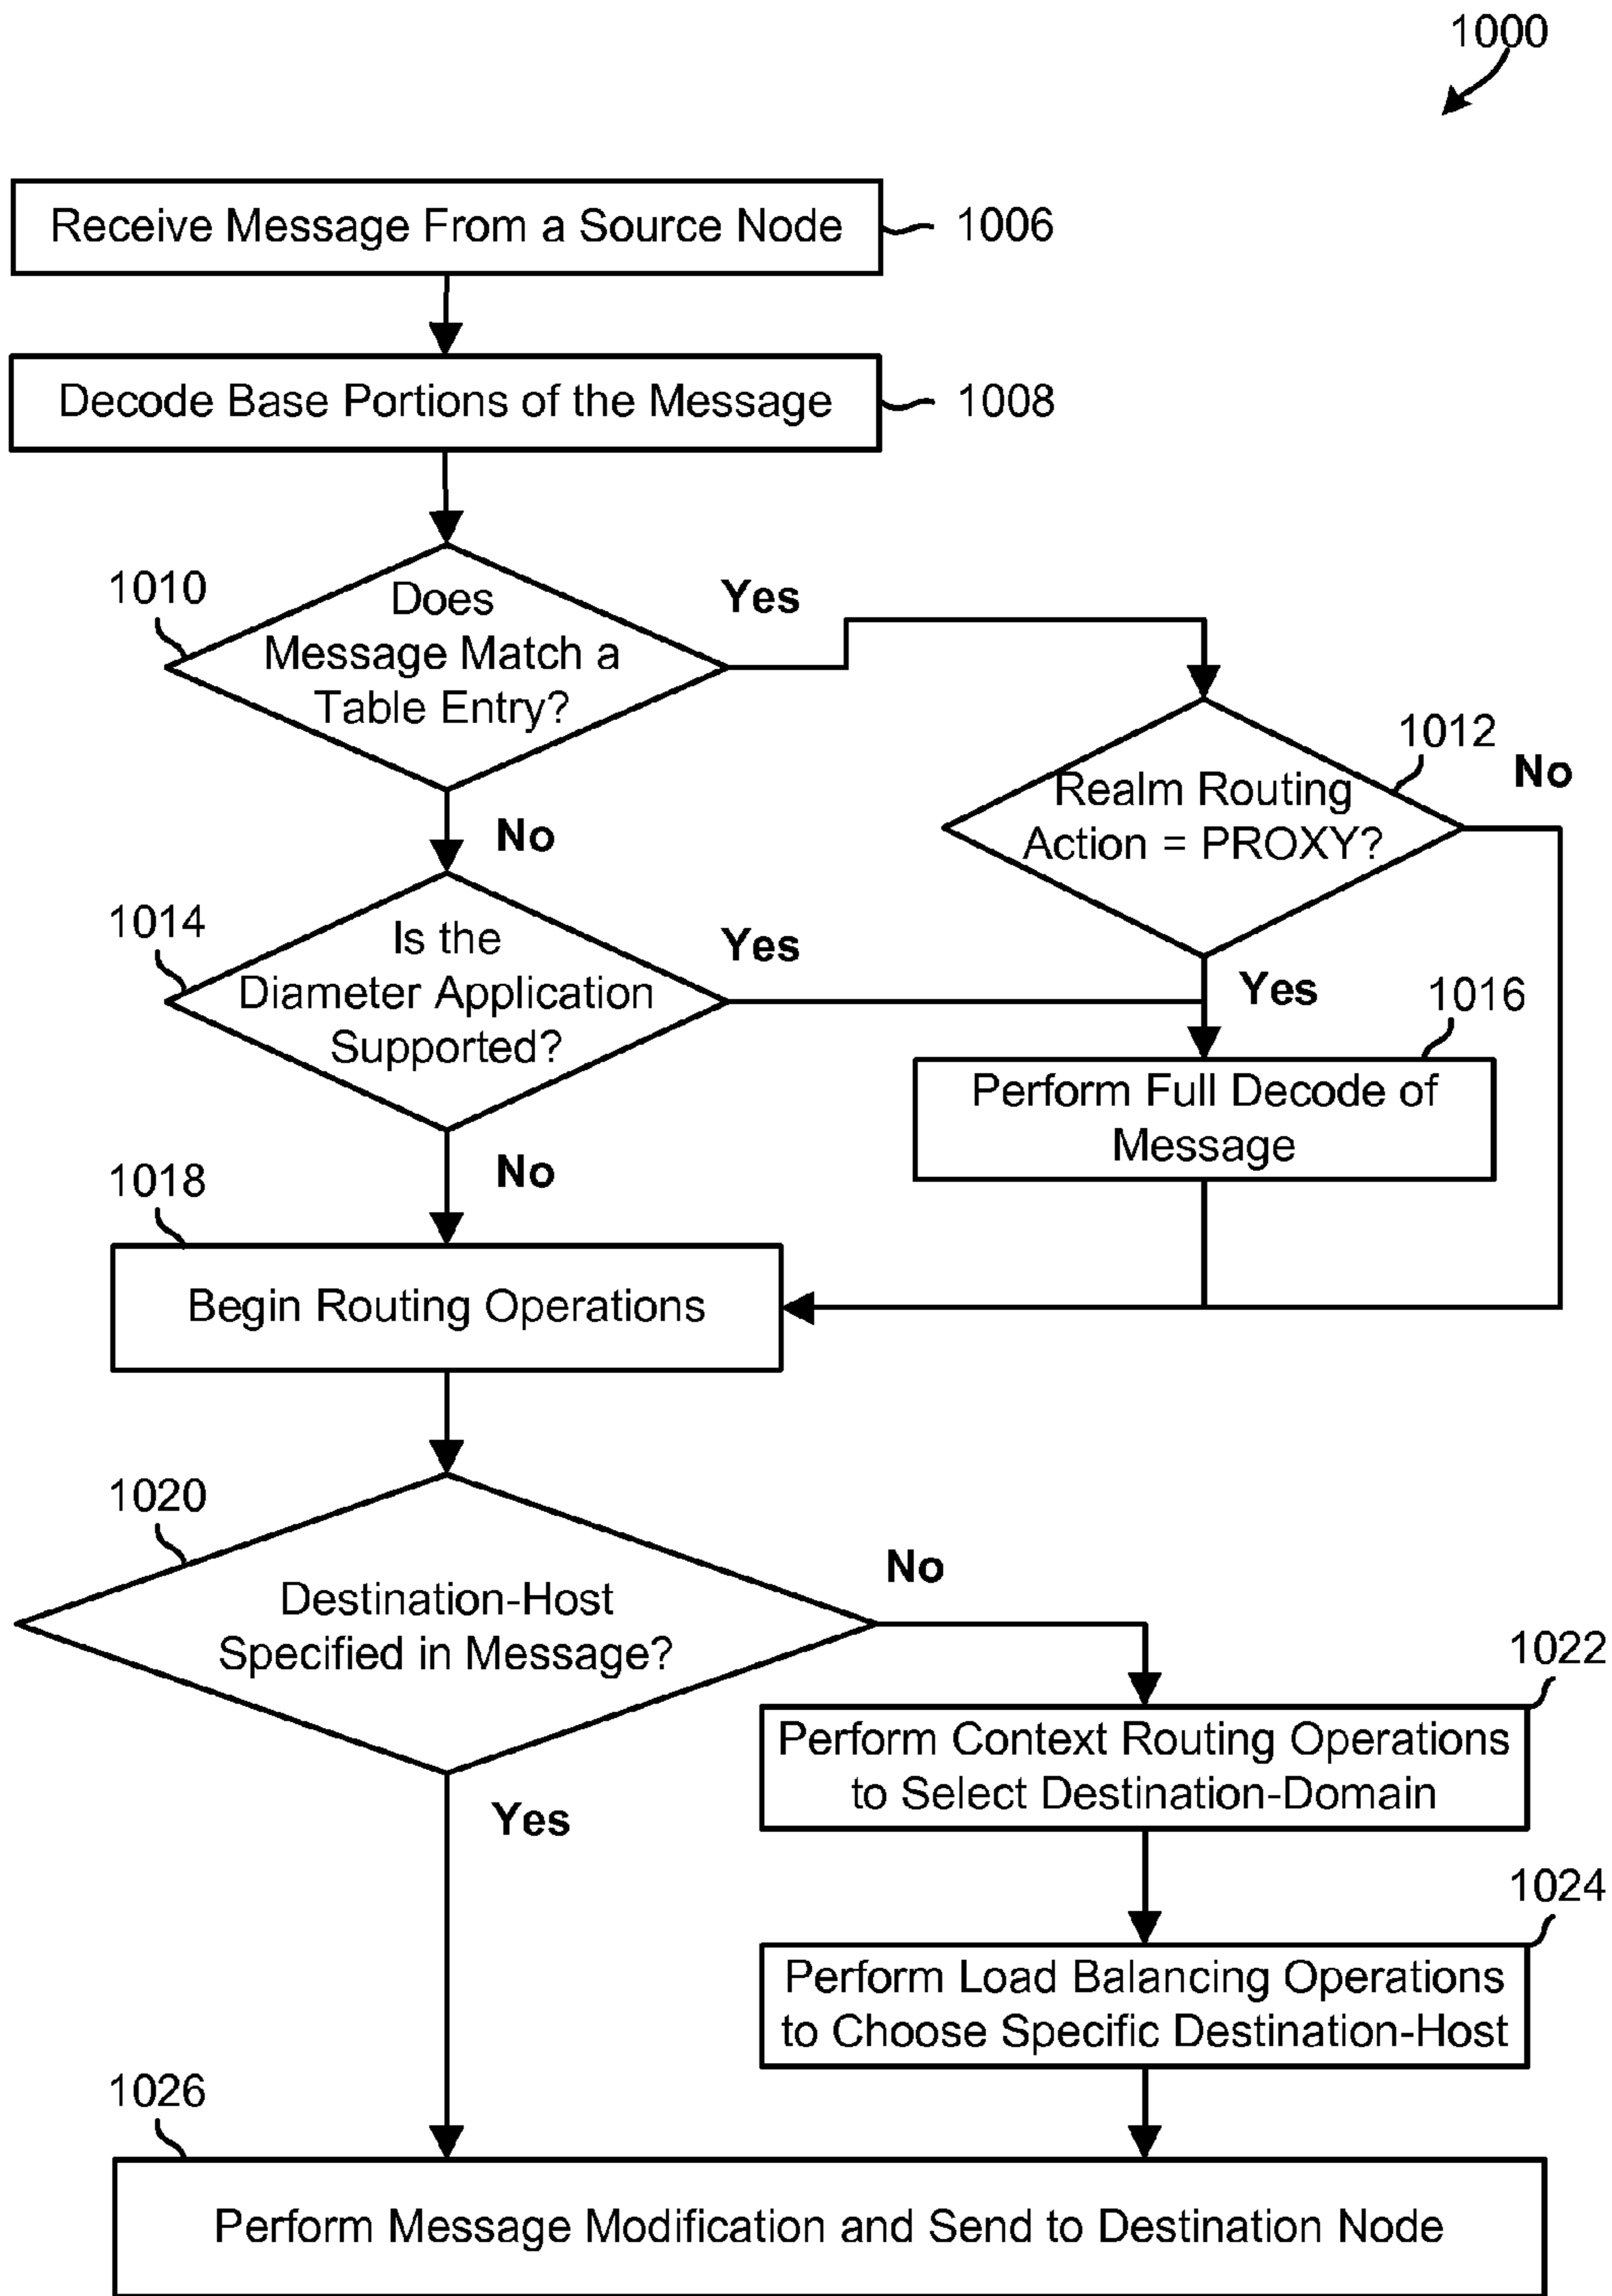 1000
Receive Message From a Source Node
1006
Decode Base Portions of the Message
1008
1010
Does
Message Match a
Table Entry?
Yes
No
1012
Realm Routing
Action = PROXY?
No
Yes
1014
Is the
Diameter Application
Supported?
Yes
No
1016
Perform Full Decode of
Message
1018
Begin Routing Operations
1020
Destination-Host
Specified in Message?
No
Yes
1022
Perform Context Routing Operations
to Select Destination-Domain
1024
Perform Load Balancing Operations
to Choose Specific Destination-Host
1026
Perform Message Modification and Send to Destination Node